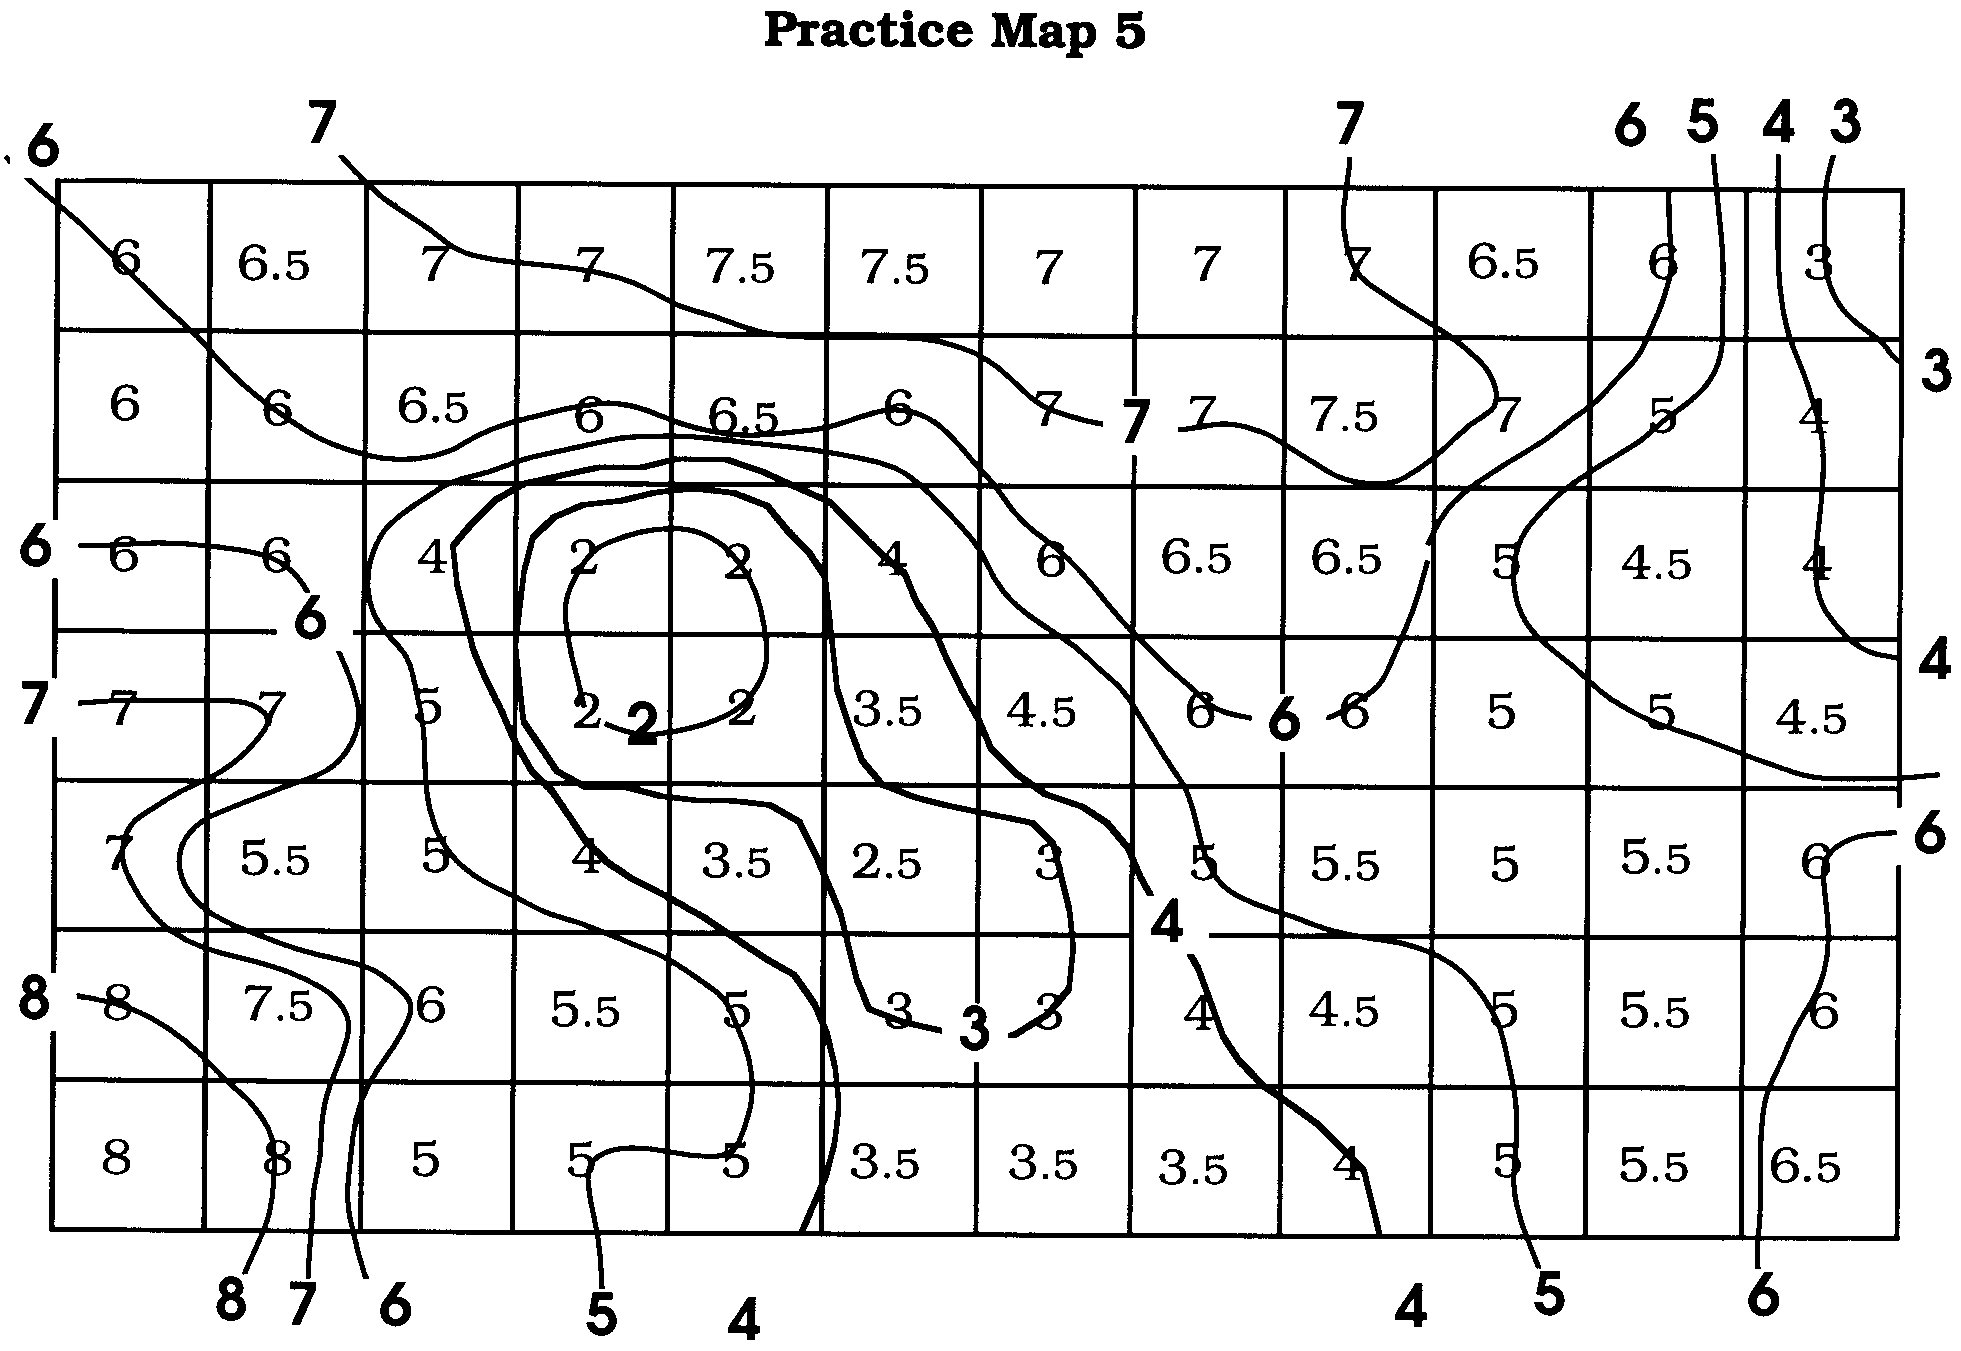 Practice Map 5
6 7 7 6 5 4 3
6 6.5 7 7 7.5 7.5 7 7 7 6.5 6 3
3
6 6 6.5 6 6.5 6 7 7 7 7.5 7 5 4
6 6 6 4 2 2 4 6 6.5 6.5 5 4.5 4
6
4
7 7 7 5 2 2 2 3.5 4.5 6 6 6 5 5 4.5
6
7 5.5 5 4 3.5 2.5 3 5 5.5 5 5.5 6
4
8 8 7.5 6 5.5 5 3 3 3 4 4.5 5 5.5 6
8 8 5 5 5 3.5 3.5 3.5 4 5 5.5 6.5
8 7 6 5 4 4 5 6